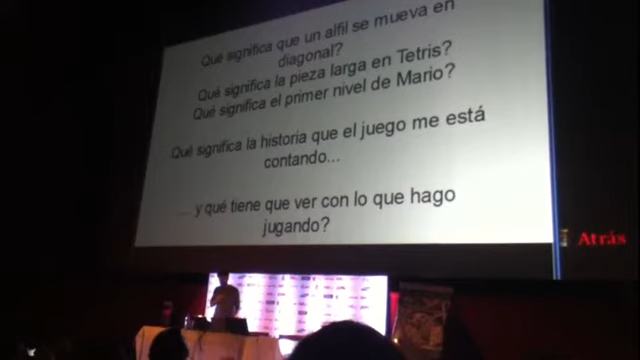 Qué significa que un alfil se mueva en
diagonal?
Qué significa la pieza larga en Tetris?
Qué significa el primer nivel de Mario?
Qué significa la historia que el juego me está
contando...
.... y qué tiene que ver con lo que hago
jugando?
Atrás